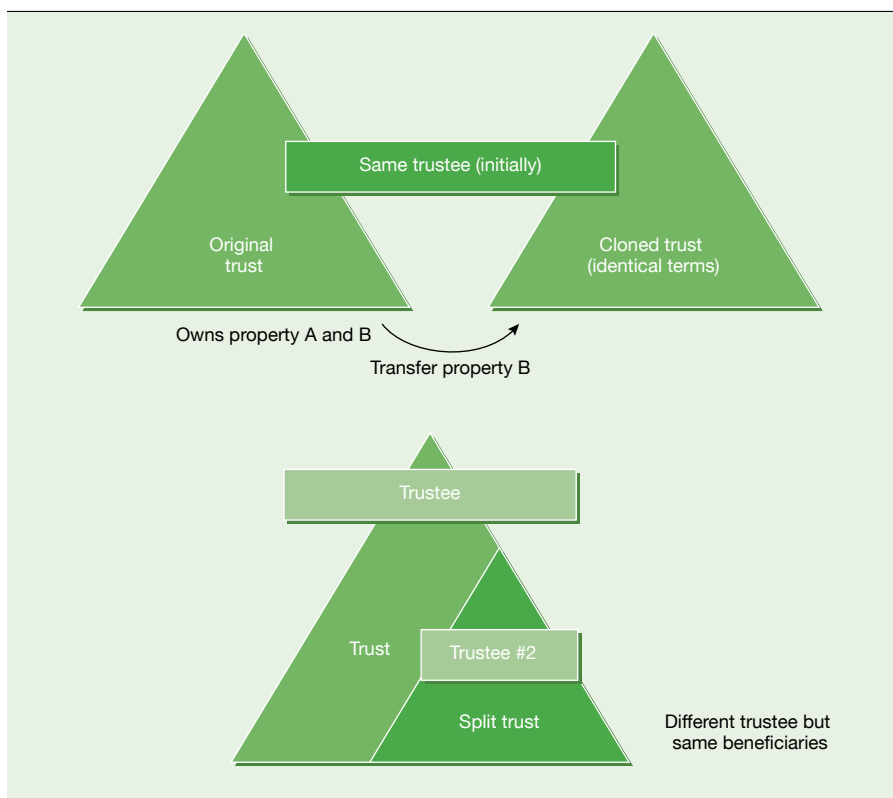 Same trustee (initially)
Original
trust
Cloned trust
(identical terms)
Owns property A and B
Transfer property B
Trustee
Trust
Trustee #2
Split trust
Different trustee but
same beneficiaries